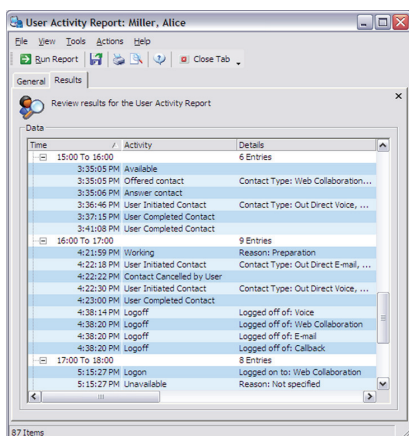 User Activity Report: Miller, Alice
File View Tools Actions Help
Run Report Close Tab
General Results
Review results for the User Activity Report
Data
Time / Activity Details
15:00 To 16:00 6 Entries
3:35:05 PM Available
3:35:05 PM Offered contact Contact Type: Web Collaboration...
3:35:06 PM Answer contact
3:36:46 PM User Initiated Contact Contact Type: Out Direct Voice, ...
3:37:15 PM User Completed Contact
3:41:08 PM User Completed Contact
16:00 To 17:00 9 Entries
4:21:59 PM Working Reason: Preparation
4:22:18 PM User Initiated Contact Contact Type: Out Direct E-mail, ...
4:22:22 PM Contact Cancelled by User
4:22:30 PM User Initiated Contact Contact Type: Out Direct Voice, ...
4:23:00 PM User Completed Contact
4:38:14 PM Logoff Logged off of: Voice
4:38:20 PM Logoff Logged off of: Web Collaboration
4:38:20 PM Logoff Logged off of: E-mail
4:38:20 PM Logoff Logged off of: Callback
17:00 To 18:00 8 Entries
5:15:27 PM Logon Logged on to: Web Collaboration
5:15:27 PM Unavailable Reason: Not specified
87 Items